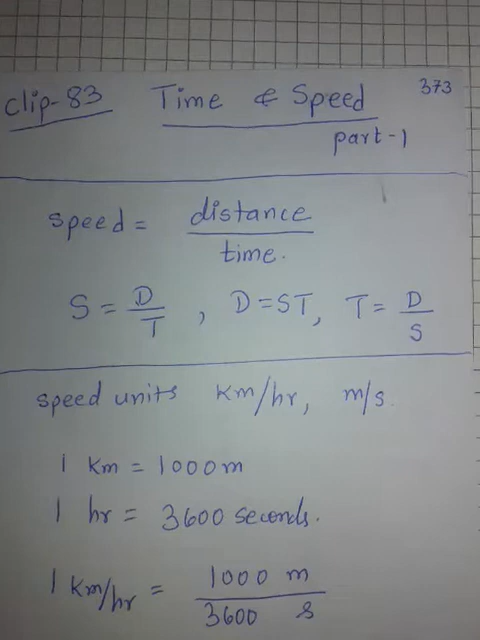 Clip-83 Time & Speed 373
part-1
speed = distance / time.
S = D/T , D=ST, T= D/S
speed units km/hr, m/s.
1 km = 1000m
1 hr = 3600 seconds.
1 km/hr = 1000 m / 3600 s